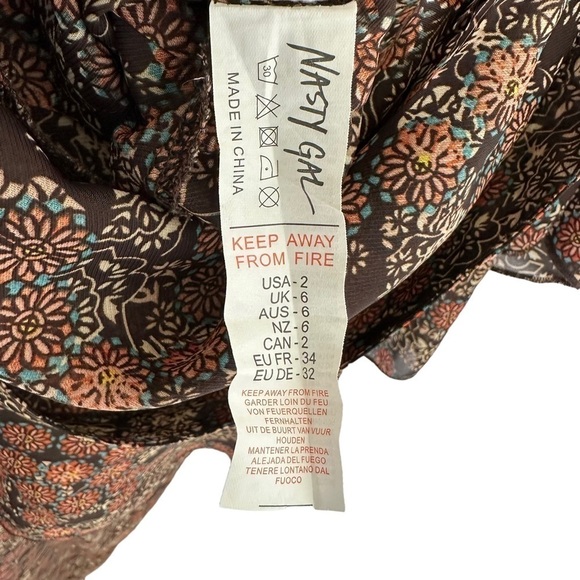 NASTY GAL
30
MADE IN CHINA
KEEP AWAY
FROM FIRE
USA-2
UK-6
AUS-6
NZ-6
CAN-2
EU FR-34
EU DE-32
KEEP AWAY FROM FIRE
GARDER LOIN DU FEU
VON FEUERQUELLEN
FERNHALTEN
UIT DE BUURT VAN VUUR
HOUDEN
MANTENER LA PRENDA
ALEJADA DEL FUEGO
TENERE LONTANO DAL
FUOCO